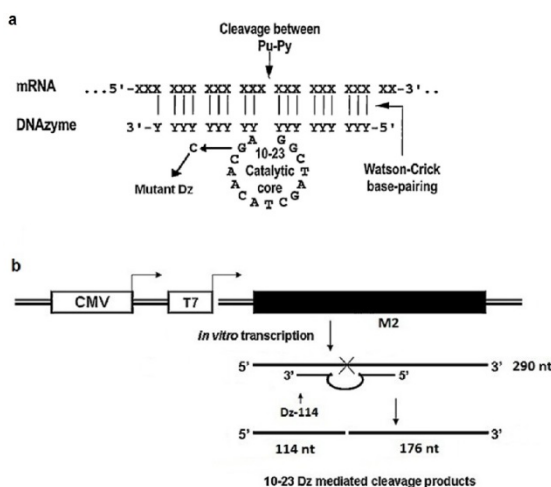 a
Cleavage between
Pu-Py
mRNA ...5'-XXX XXX XXX XXX XXX XXX XXX XX-3'..
DNAzyme 3'-Y YYY YYY YY YYY YYY YYY-5'
A G
C G 10-23 G
Catalytic
core
A C A A C A T C G A T C
Mutant Dz
Watson-Crick
base-pairing
b
CMV T7
M2
in vitro transcription
5' 3' 290 nt
3' 5'
Dz-114
5' 3'
114 nt 176 nt
10-23 Dz mediated cleavage products